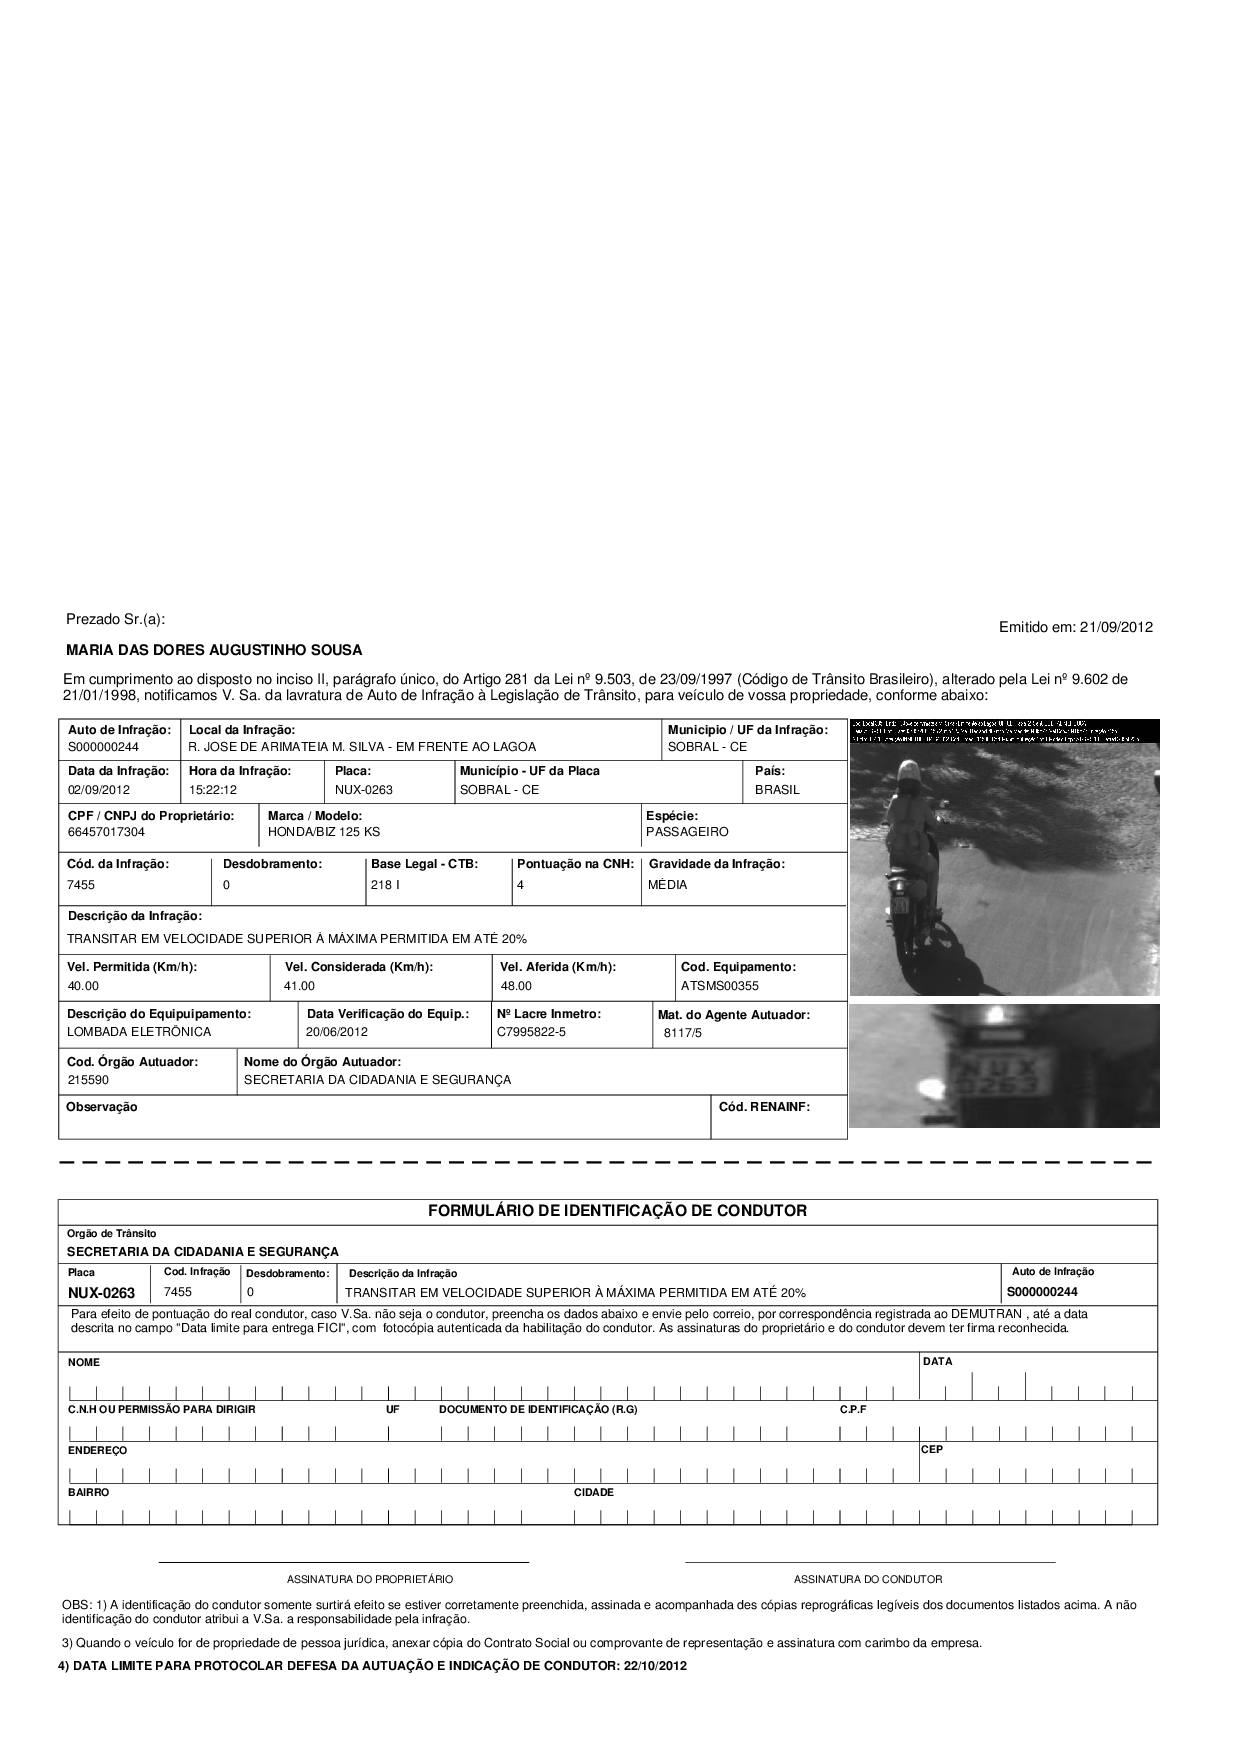 Prezado Sr.(a):
Emitido em: 21/09/2012
MARIA DAS DORES AUGUSTINHO SOUSA
Em cumprimento ao disposto no inciso II, parágrafo único, do Artigo 281 da Lei nº 9.503, de 23/09/1997 (Código de Trânsito Brasileiro), alterado pela Lei nº 9.602 de
21/01/1998, notificamos V. Sa. da lavratura de Auto de Infração à Legislação de Trânsito, para veículo de vossa propriedade, conforme abaixo:
Auto de Infração: Local da Infração: Municipio / UF da Infração:
S000000244 R. JOSE DE ARIMATEIA M. SILVA - EM FRENTE AO LAGOA SOBRAL - CE
Data da Infração: Hora da Infração: Placa: Município - UF da Placa País:
02/09/2012 15:22:12 NUX-0263 SOBRAL - CE BRASIL
CPF / CNPJ do Proprietário: Marca / Modelo: Espécie:
66457017304 HONDA/BIZ 125 KS PASSAGEIRO
Cód. da Infração: Desdobramento: Base Legal - CTB: Pontuação na CNH: Gravidade da Infração:
7455 0 218 I 4 MÉDIA
Descrição da Infração:
TRANSITAR EM VELOCIDADE SUPERIOR À MÁXIMA PERMITIDA EM ATÉ 20%
Vel. Permitida (Km/h): Vel. Considerada (Km/h): Vel. Aferida (Km/h): Cod. Equipamento:
40.00 41.00 48.00 ATSMS00355
Descrição do Equipuipamento: Data Verificação do Equip.: Nº Lacre Inmetro: Mat. do Agente Autuador:
LOMBADA ELETRÔNICA 20/06/2012 C7995822-5 8117/5
Cod. Órgão Autuador: Nome do Órgão Autuador:
215590 SECRETARIA DA CIDADANIA E SEGURANÇA
Observação Cód. RENAINF:
NUX
0263
FORMULÁRIO DE IDENTIFICAÇÃO DE CONDUTOR
Orgão de Trânsito
SECRETARIA DA CIDADANIA E SEGURANÇA
Placa Cod. Infração Desdobramento: Descrição da Infração Auto de Infração
NUX-0263 7455 0 TRANSITAR EM VELOCIDADE SUPERIOR À MÁXIMA PERMITIDA EM ATÉ 20% S000000244
Para efeito de pontuação do real condutor, caso V.Sa. não seja o condutor, preencha os dados abaixo e envie pelo correio, por correspondência registrada ao DEMUTRAN , até a data
descrita no campo "Data limite para entrega FICI", com fotocópia autenticada da habilitação do condutor. As assinaturas do proprietário e do condutor devem ter firma reconhecida.
NOME DATA
C.N.H OU PERMISSÃO PARA DIRIGIR UF DOCUMENTO DE IDENTIFICAÇÃO (R.G) C.P.F
ENDEREÇO CEP
BAIRRO CIDADE
ASSINATURA DO PROPRIETÁRIO ASSINATURA DO CONDUTOR
OBS: 1) A identificação do condutor somente surtirá efeito se estiver corretamente preenchida, assinada e acompanhada des cópias reprográficas legíveis dos documentos listados acima. A não
identificação do condutor atribui a V.Sa. a responsabilidade pela infração.
3) Quando o veículo for de propriedade de pessoa jurídica, anexar cópia do Contrato Social ou comprovante de representação e assinatura com carimbo da empresa.
4) DATA LIMITE PARA PROTOCOLAR DEFESA DA AUTUAÇÃO E INDICAÇÃO DE CONDUTOR: 22/10/2012